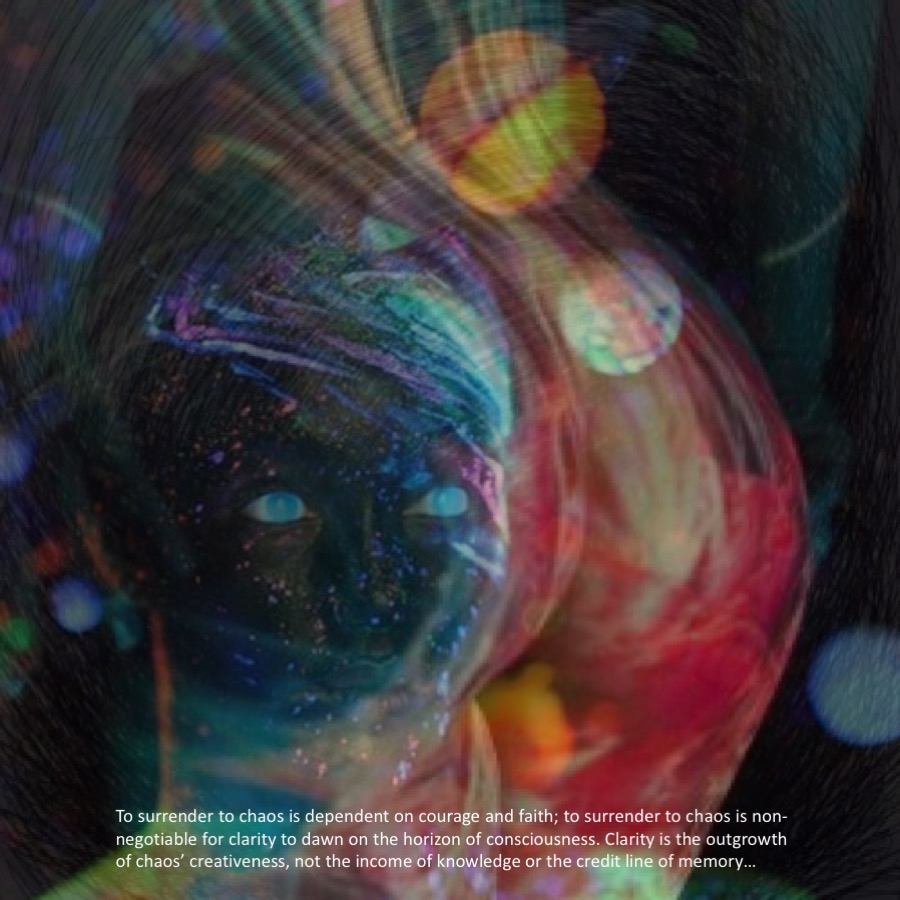 To surrender to chaos is dependent on courage and faith; to surrender to chaos is non-
negotiable for clarity to dawn on the horizon of consciousness. Clarity is the outgrowth
of chaos’ creativeness, not the income of knowledge or the credit line of memory…